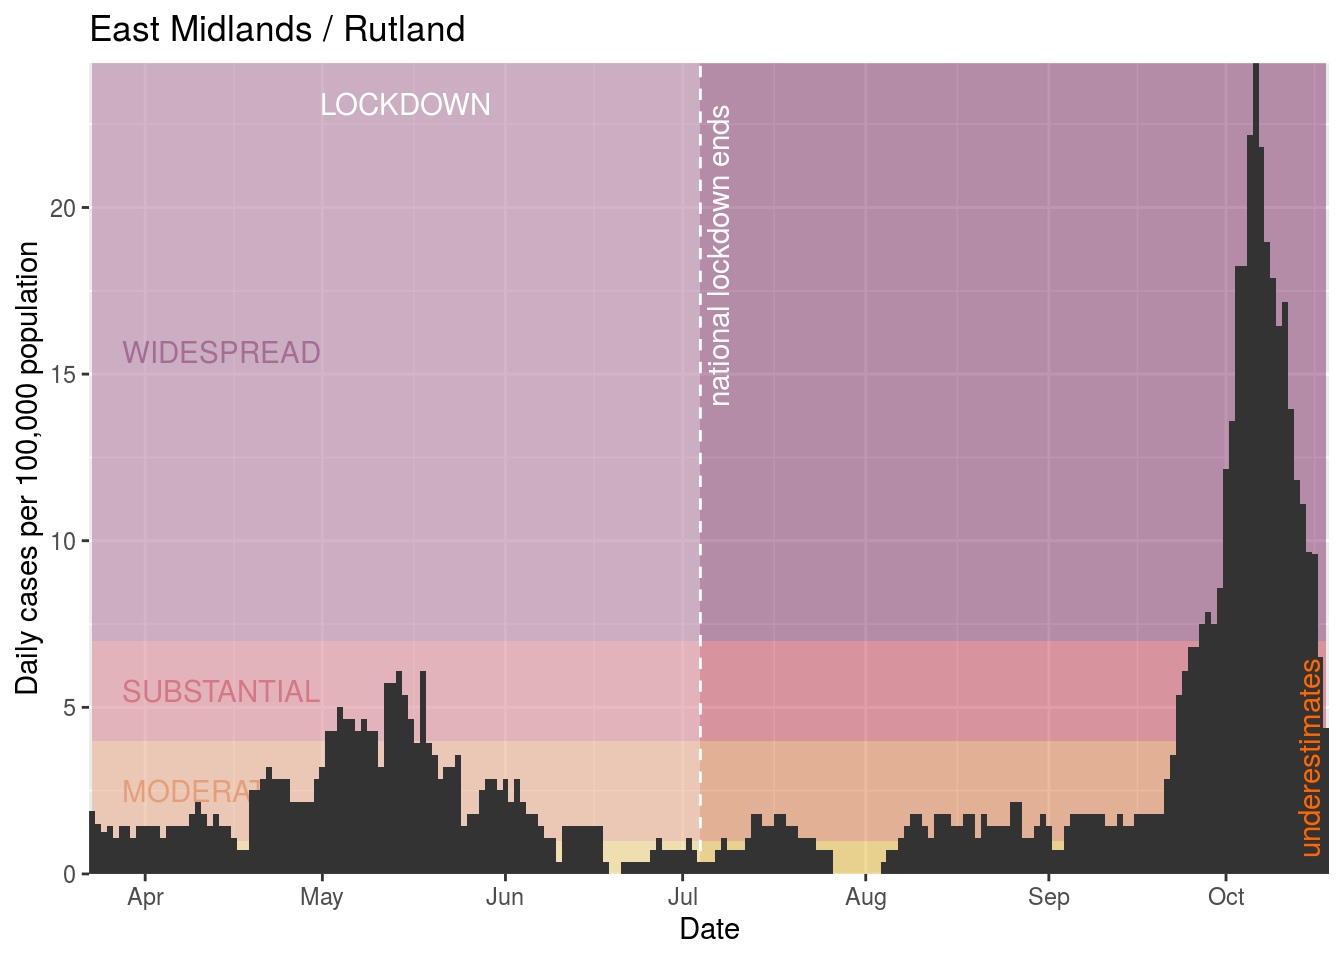 East Midlands / Rutland
LOCKDOWN
national lockdown ends
WIDESPREAD
SUBSTANTIAL
MODERAT
underestimates
Daily cases per 100,000 population
20
15
10
5
0
Apr May Jun Jul Aug Sep Oct
Date